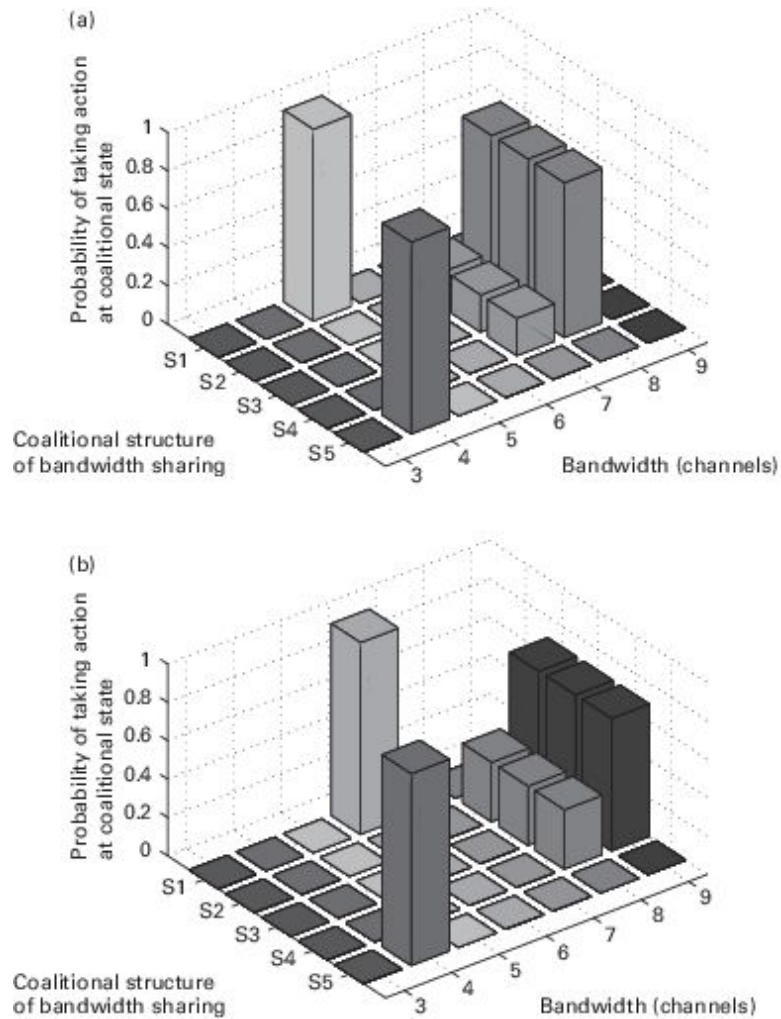 (a)
Probability of taking action
at coalitional state
1
0.8
0.6
0.4
0.2
0
S1
S2
S3
S4
S5
3
4
5
6
7
8
9
Coalitional structure
of bandwidth sharing
Bandwidth (channels)
(b)
Probability of taking action
at coalitional state
1
0.8
0.6
0.4
0.2
0
S1
S2
S3
S4
S5
3
4
5
6
7
8
9
Coalitional structure
of bandwidth sharing
Bandwidth (channels)